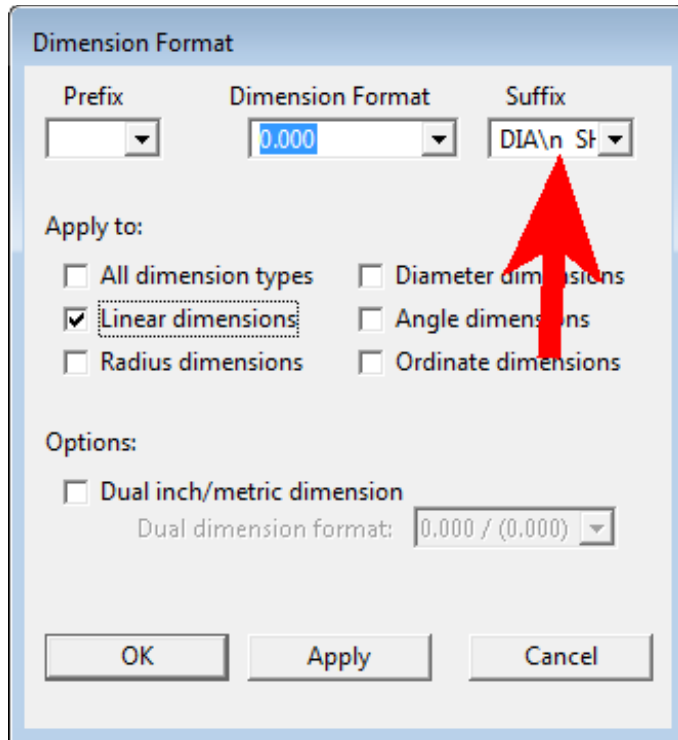 Dimension Format
Prefix Dimension Format Suffix
0.000 DIA\n SH
Apply to:
All dimension types Diameter dimensions
Linear dimensions Angle dimensions
Radius dimensions Ordinate dimensions
Options:
Dual inch/metric dimension
Dual dimension format: 0.000 / (0.000)
OK Apply Cancel